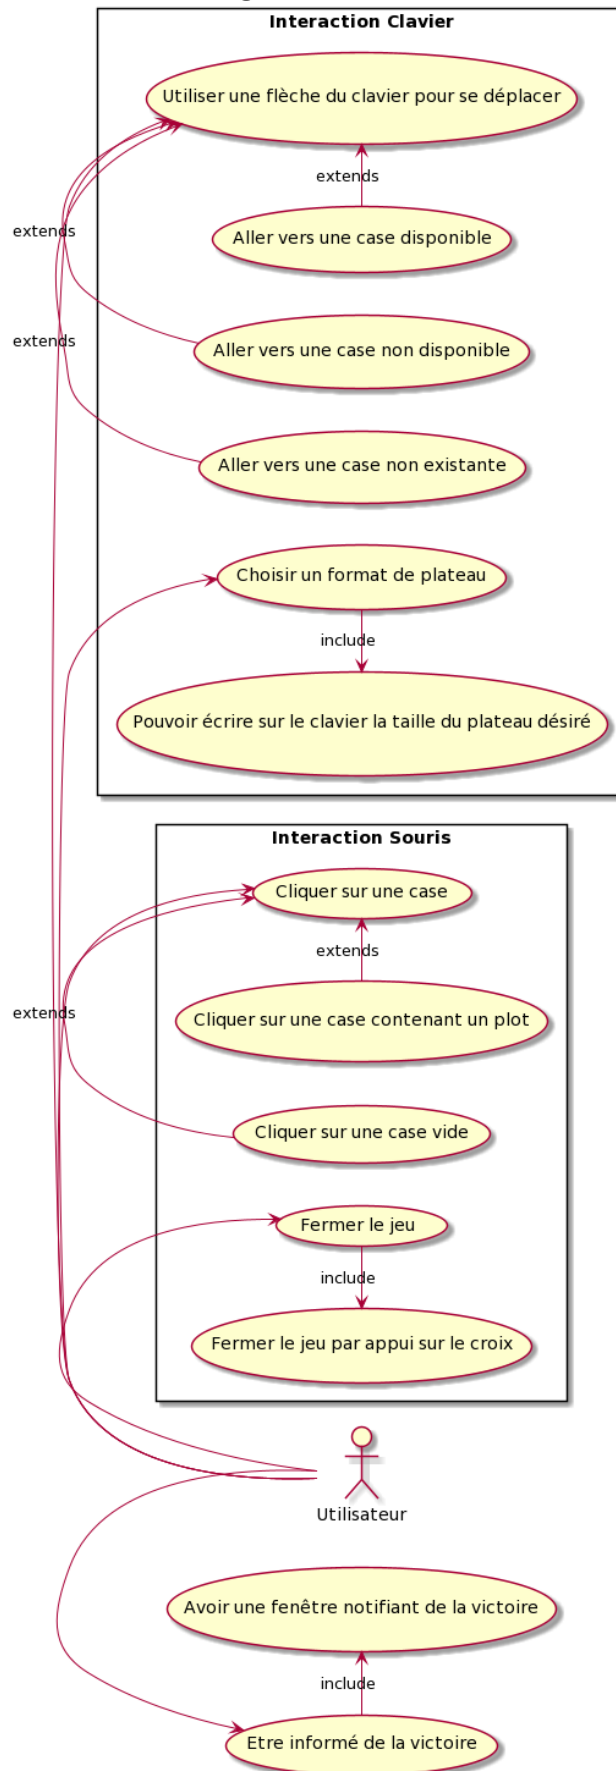 Interaction Clavier
Utiliser une flèche du clavier pour se déplacer
extends
Aller vers une case disponible
extends
Aller vers une case non disponible
extends
Aller vers une case non existante
Choisir un format de plateau
include
Pouvoir écrire sur le clavier la taille du plateau désiré
Interaction Souris
Cliquer sur une case
extends
Cliquer sur une case contenant un plot
extends
Cliquer sur une case vide
Fermer le jeu
include
Fermer le jeu par appui sur le croix
Utilisateur
Avoir une fenêtre notifiant de la victoire
include
Etre informé de la victoire